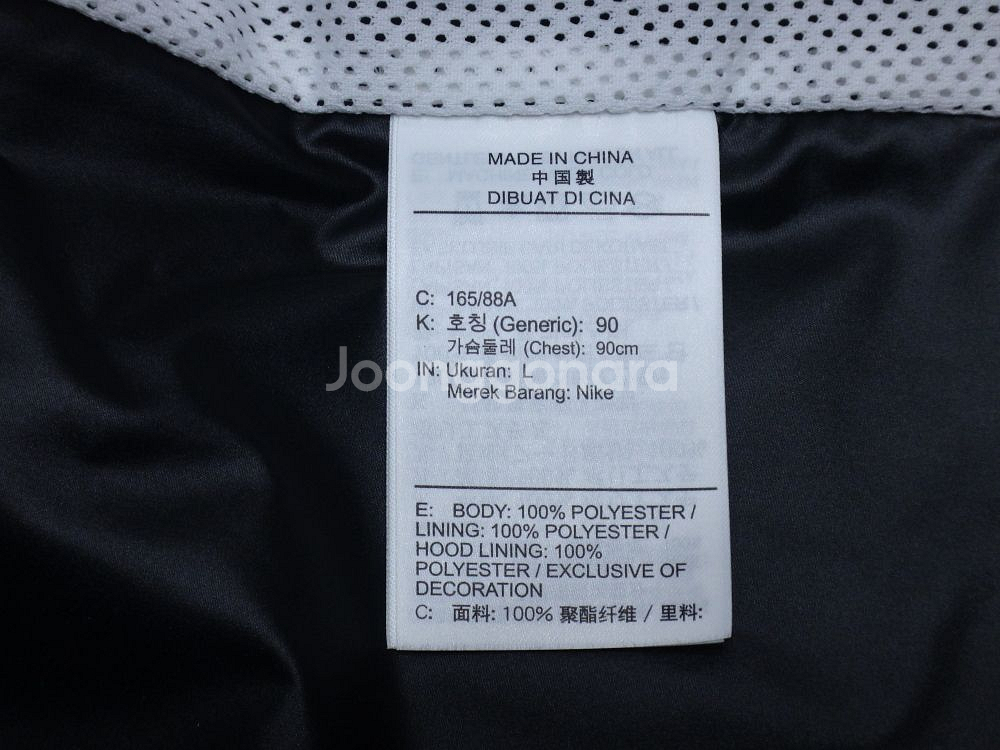 MADE IN CHINA
中国製
DIBUAT DI CINA
C: 165/88A
K: 호칭 (Generic): 90
가슴둘레 (Chest): 90cm
Joonggonara
IN: Ukuran: L
Merek Barang: Nike
E: BODY: 100% POLYESTER /
LINING: 100% POLYESTER /
HOOD LINING: 100%
POLYESTER / EXCLUSIVE OF
DECORATION
C: 面料: 100% 聚酯纤维 / 里料: